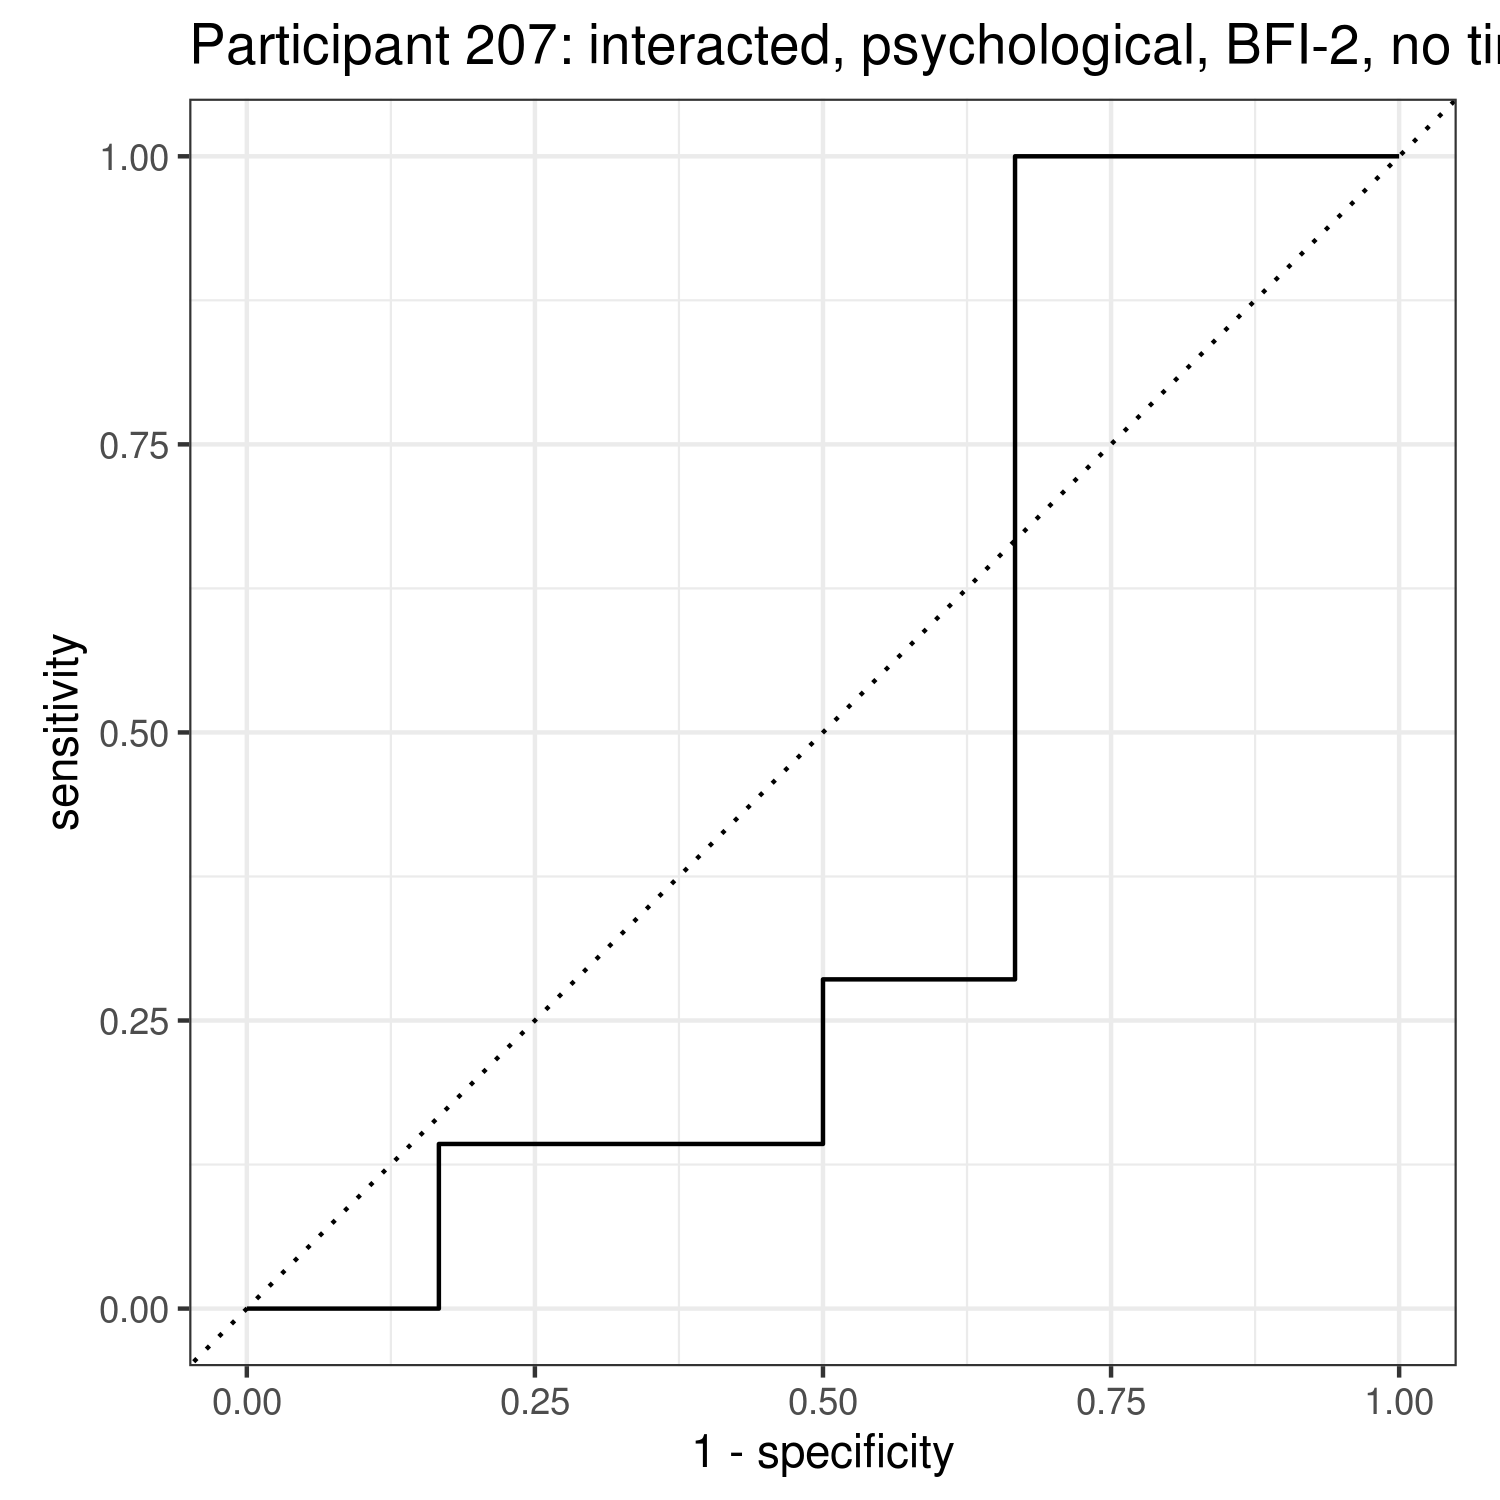 Participant 207: interacted, psychological, BFI-2, no
1.00
0.75
0.50
0.25
0.00
sensitivity
0.00 0.25 0.50 0.75 1.00
1 - specificity